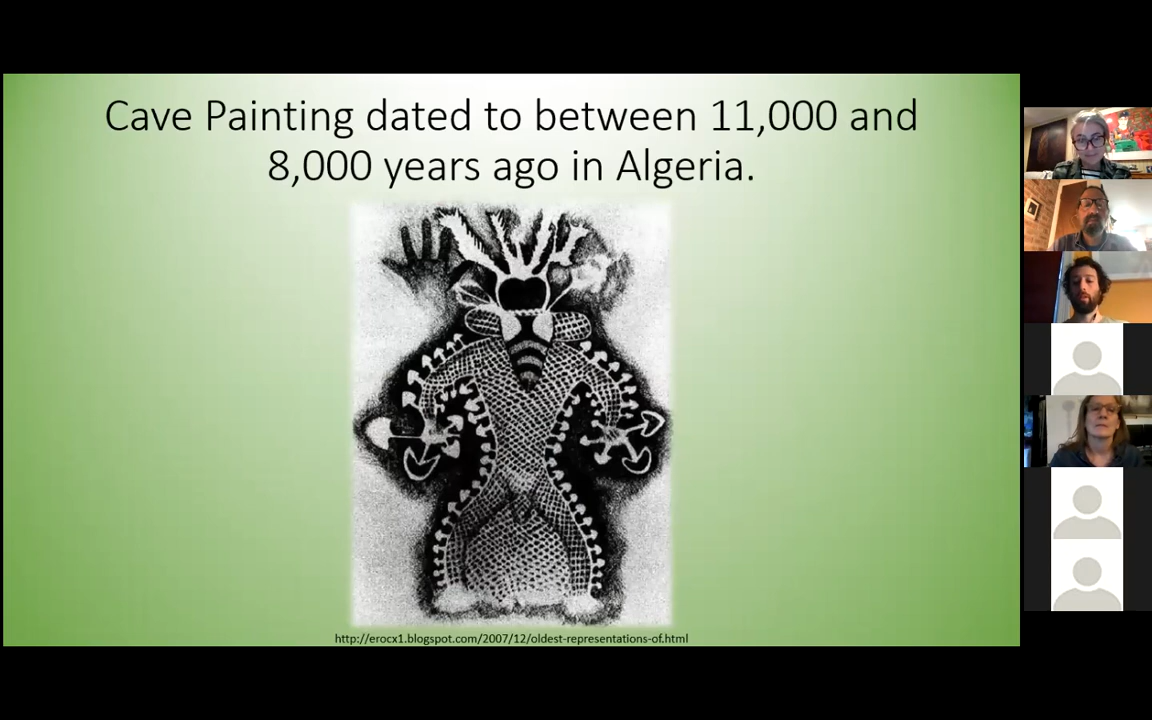 Cave Painting dated to between 11,000 and
8,000 years ago in Algeria.
http://erocx1.blogspot.com/2007/12/oldest-representations-of.html